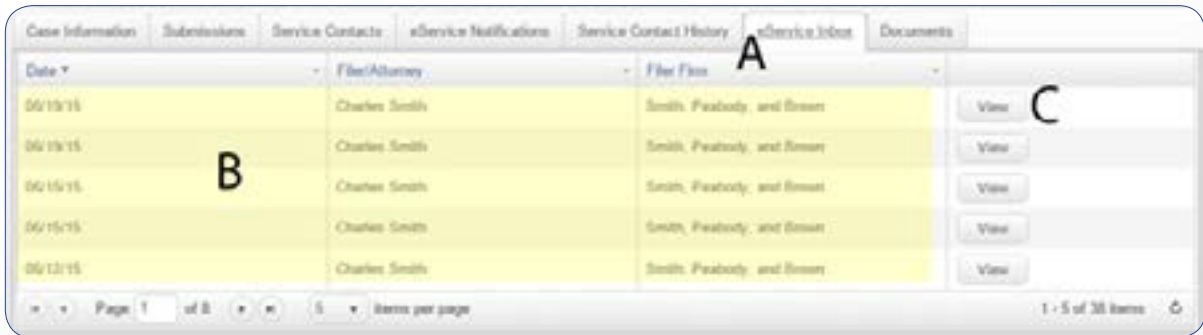 Case Information Submissions Service Contacts eService Notifications Service Contact History eService Inbox Documents
A
Date Filer/Attorney Filer Firm
06/19/15 Charles Smith Smith, Peabody, and Brown View C
06/19/15 Charles Smith Smith, Peabody, and Brown View
B
06/15/15 Charles Smith Smith, Peabody, and Brown View
06/15/15 Charles Smith Smith, Peabody, and Brown View
06/12/15 Charles Smith Smith, Peabody, and Brown View
Page 1 of 8 5 items per page 1 - 5 of 38 items